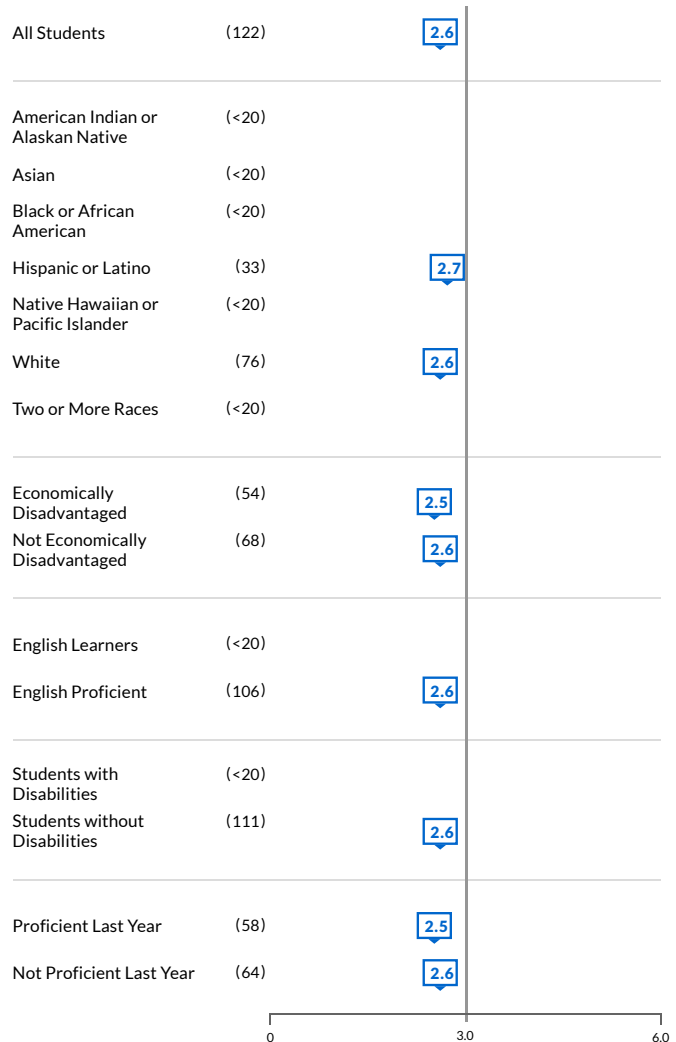 All Students (122) 2.6
American Indian or (<20)
Alaskan Native
Asian (<20)
Black or African (<20)
American
Hispanic or Latino (33) 2.7
Native Hawaiian or (<20)
Pacific Islander
White (76) 2.6
Two or More Races (<20)
Economically (54) 2.5
Disadvantaged
Not Economically (68) 2.6
Disadvantaged
English Learners (<20)
English Proficient (106) 2.6
Students with (<20)
Disabilities
Students without (111) 2.6
Disabilities
Proficient Last Year (58) 2.5
Not Proficient Last Year (64) 2.6
0 3.0 6.0